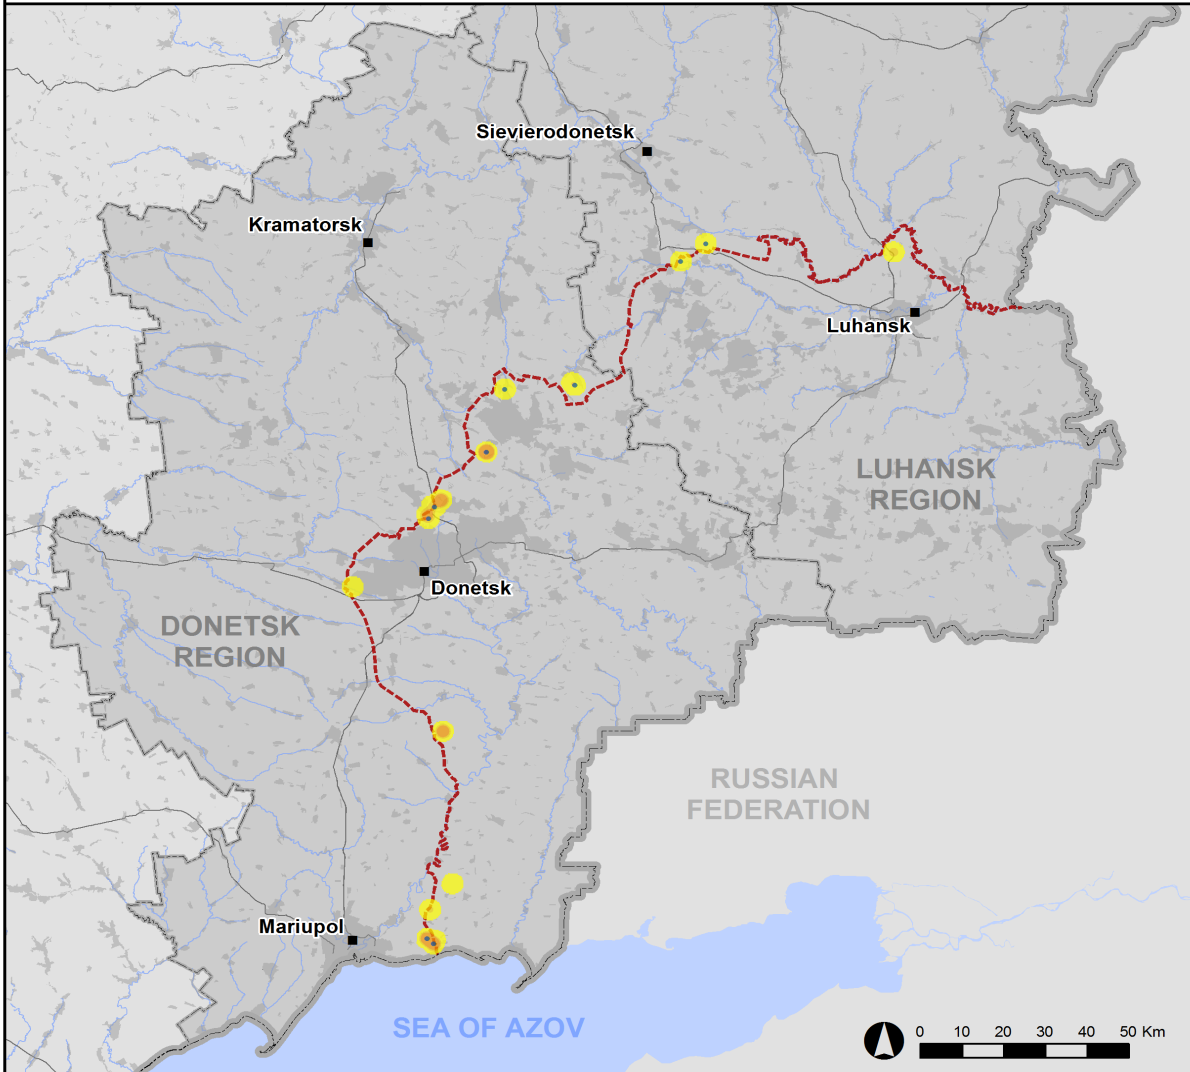 Sievierodonetsk
Kramatorsk
Luhansk
LUHANSK
REGION
Donetsk
DONETSK
REGION
RUSSIAN
FEDERATION
Mariupol
SEA OF AZOV
0 10 20 30 40 50 Km